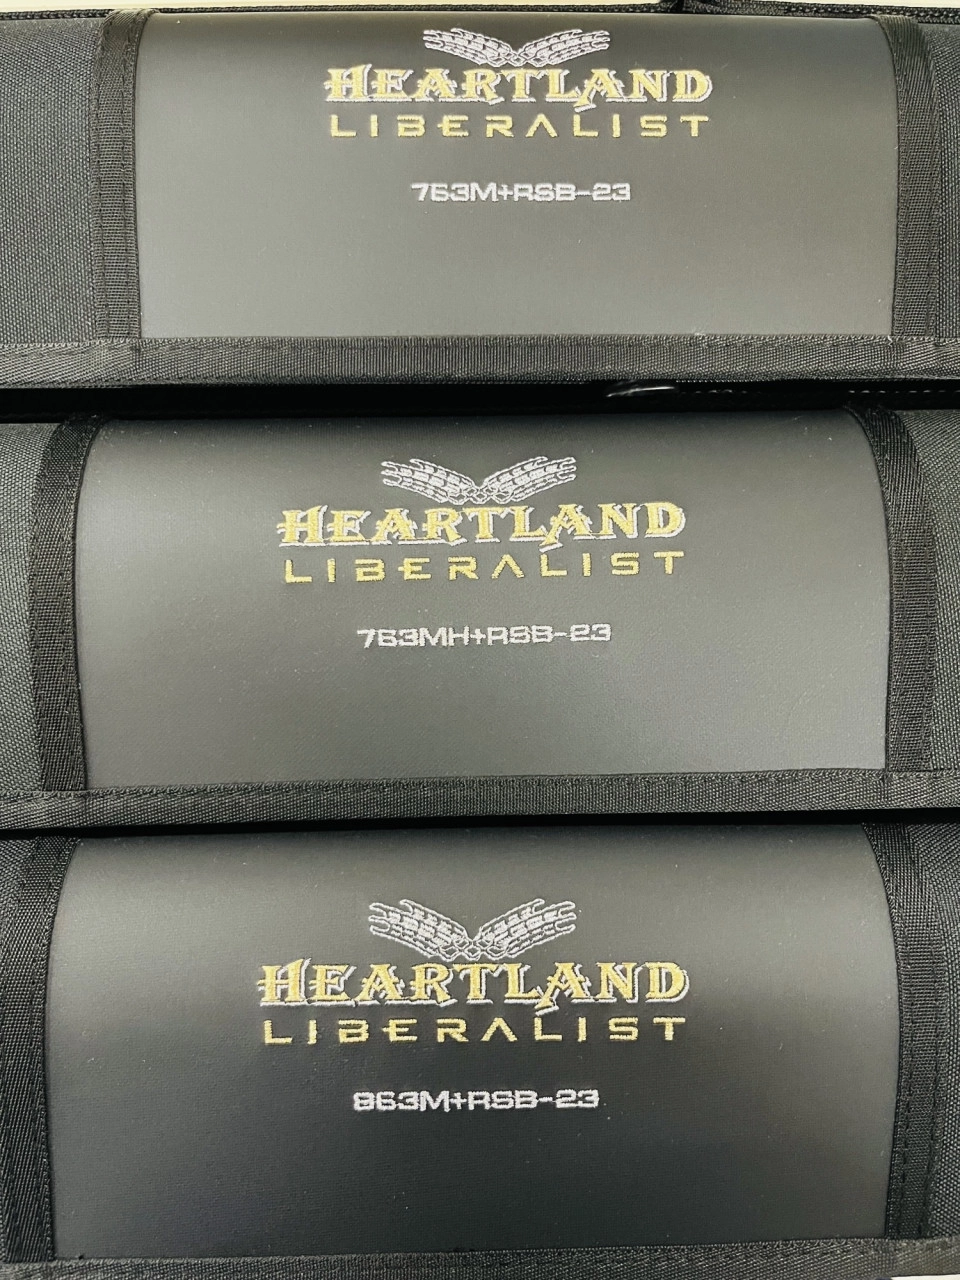 HEARTLAND
LIBERALIST
763M+RSB-23
HEARTLAND
LIBERALIST
763MH+RSB-23
HEARTLAND
LIBERALIST
863M+RSB-23